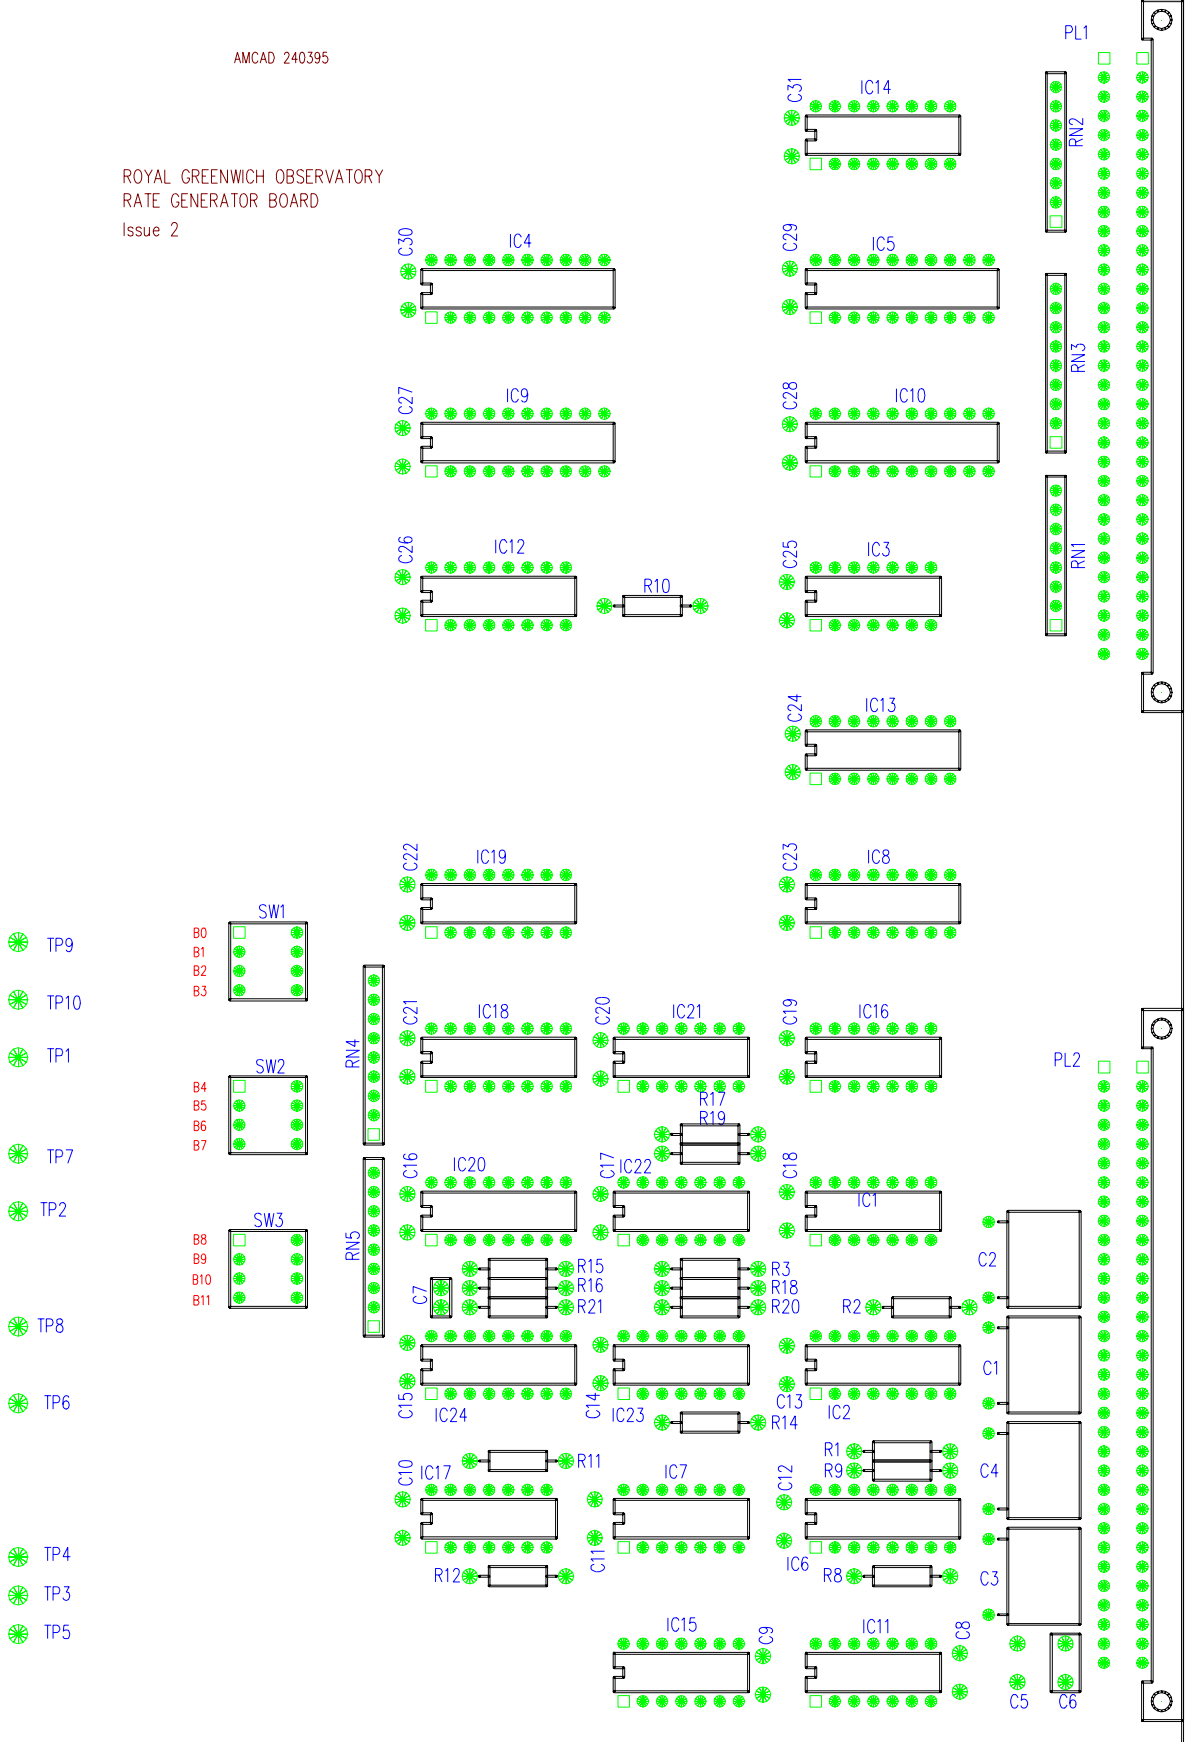 PL1
AMCAD 240395
C31
IC14
RN2
ROYAL GREENWICH OBSERVATORY
RATE GENERATOR BOARD
Issue 2
C30
IC4
C29
IC5
RN3
C27
IC9
C28
IC10
RN1
C26
IC12
R10
C25
IC3
C24
IC13
C22
IC19
C23
IC8
SW1
B0
B1
B2
B3
TP9
TP10
TP1
C21
IC18
C20
IC21
C19
IC16
RN4
PL2
SW2
B4
B5
B6
B7
R17
R19
TP7
C16
IC20
C17
IC22
C18
IC1
TP2
SW3
B8
B9
B10
B11
RN5
C2
R15
R16
R21
C7
R3
R18
R20
R2
TP8
C1
TP6
C15
IC24
C14
IC23
C13
IC2
R14
R1
R9
C4
R11
C10
IC17
IC7
C12
TP4
TP3
TP5
R12
C11
IC6
R8
C3
IC15
C9
IC11
C8
C5
C6